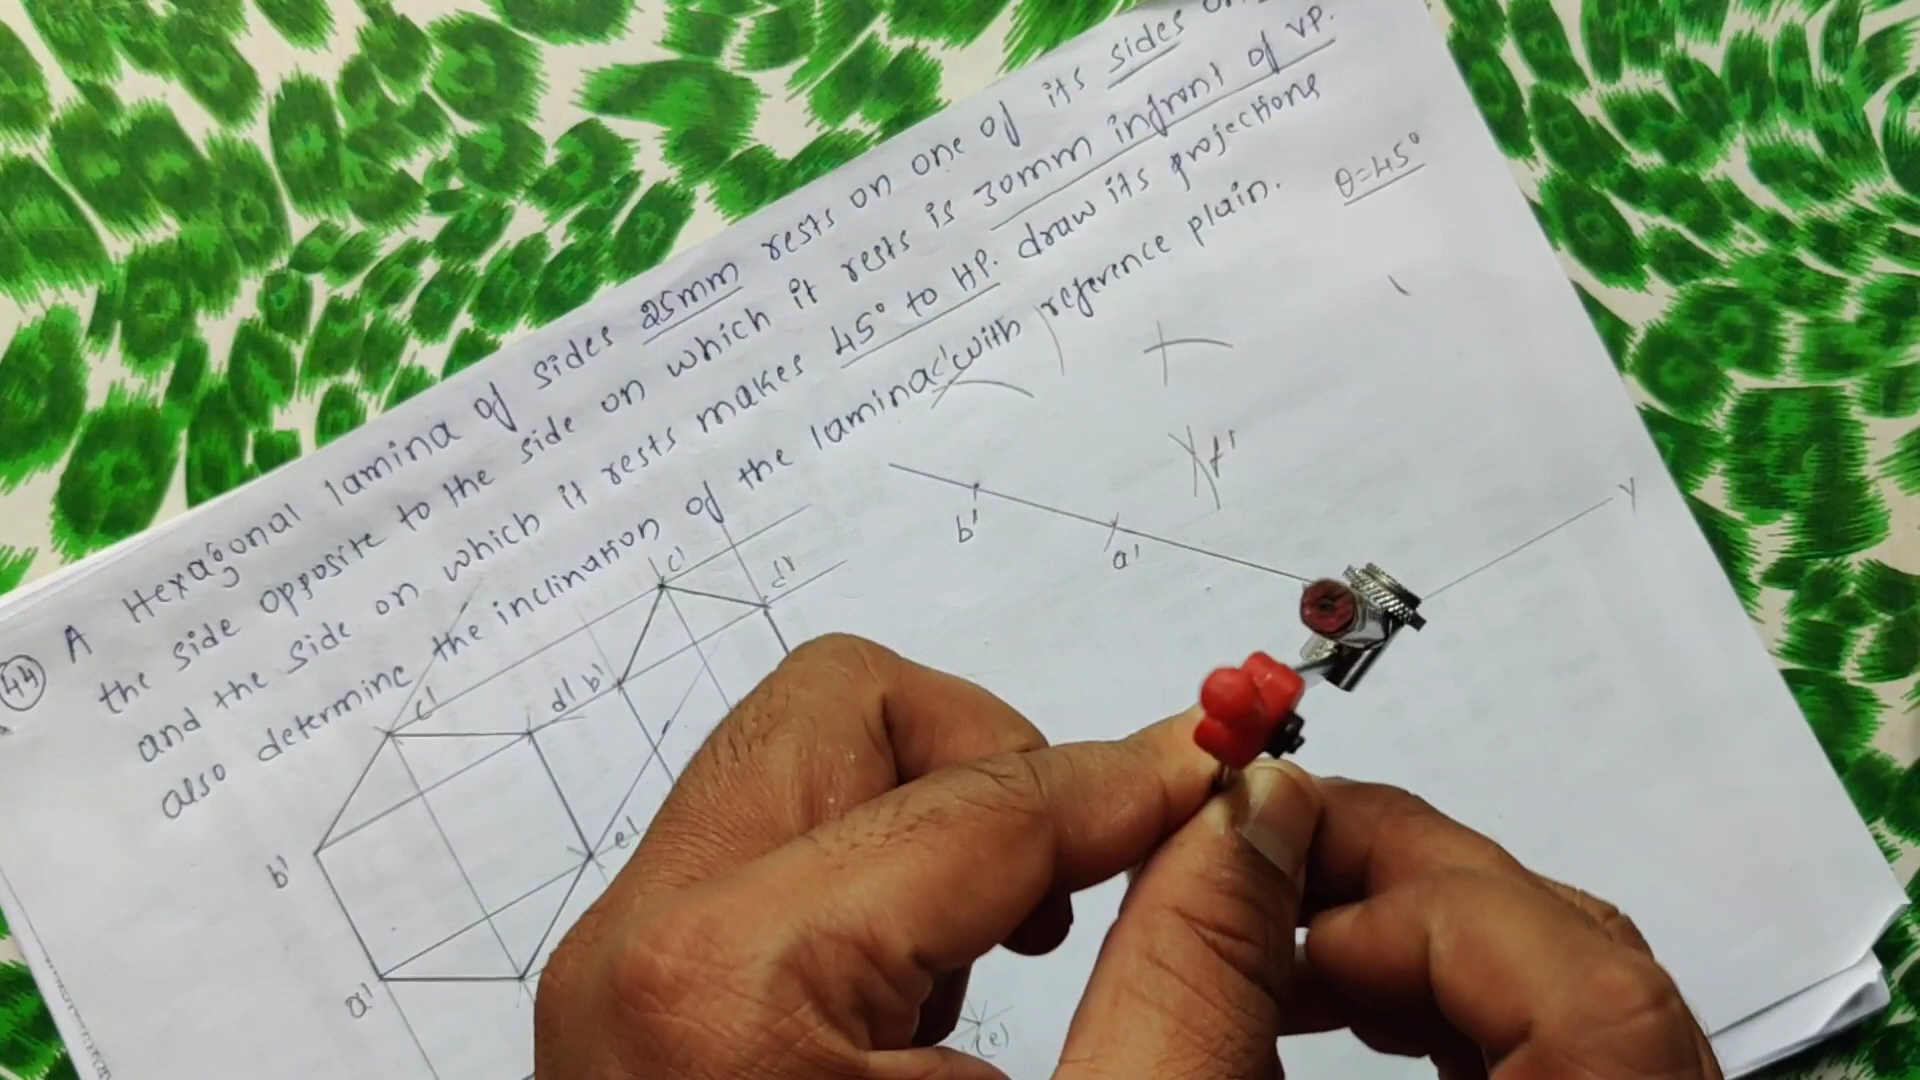 44 A Hexagonal lamina of sides 25mm rests on one of its sides
the side opposite to the side on which it rests is 30mm infront of VP.
and the side on which it rests makes 45° to HP. draw its projections
also determine the inclination of the lamina with reference plain.
θ=45°
c'
b'
a'
f'
Y
c'
d'
b'
c'
d'
e'
b'
a'
(e)